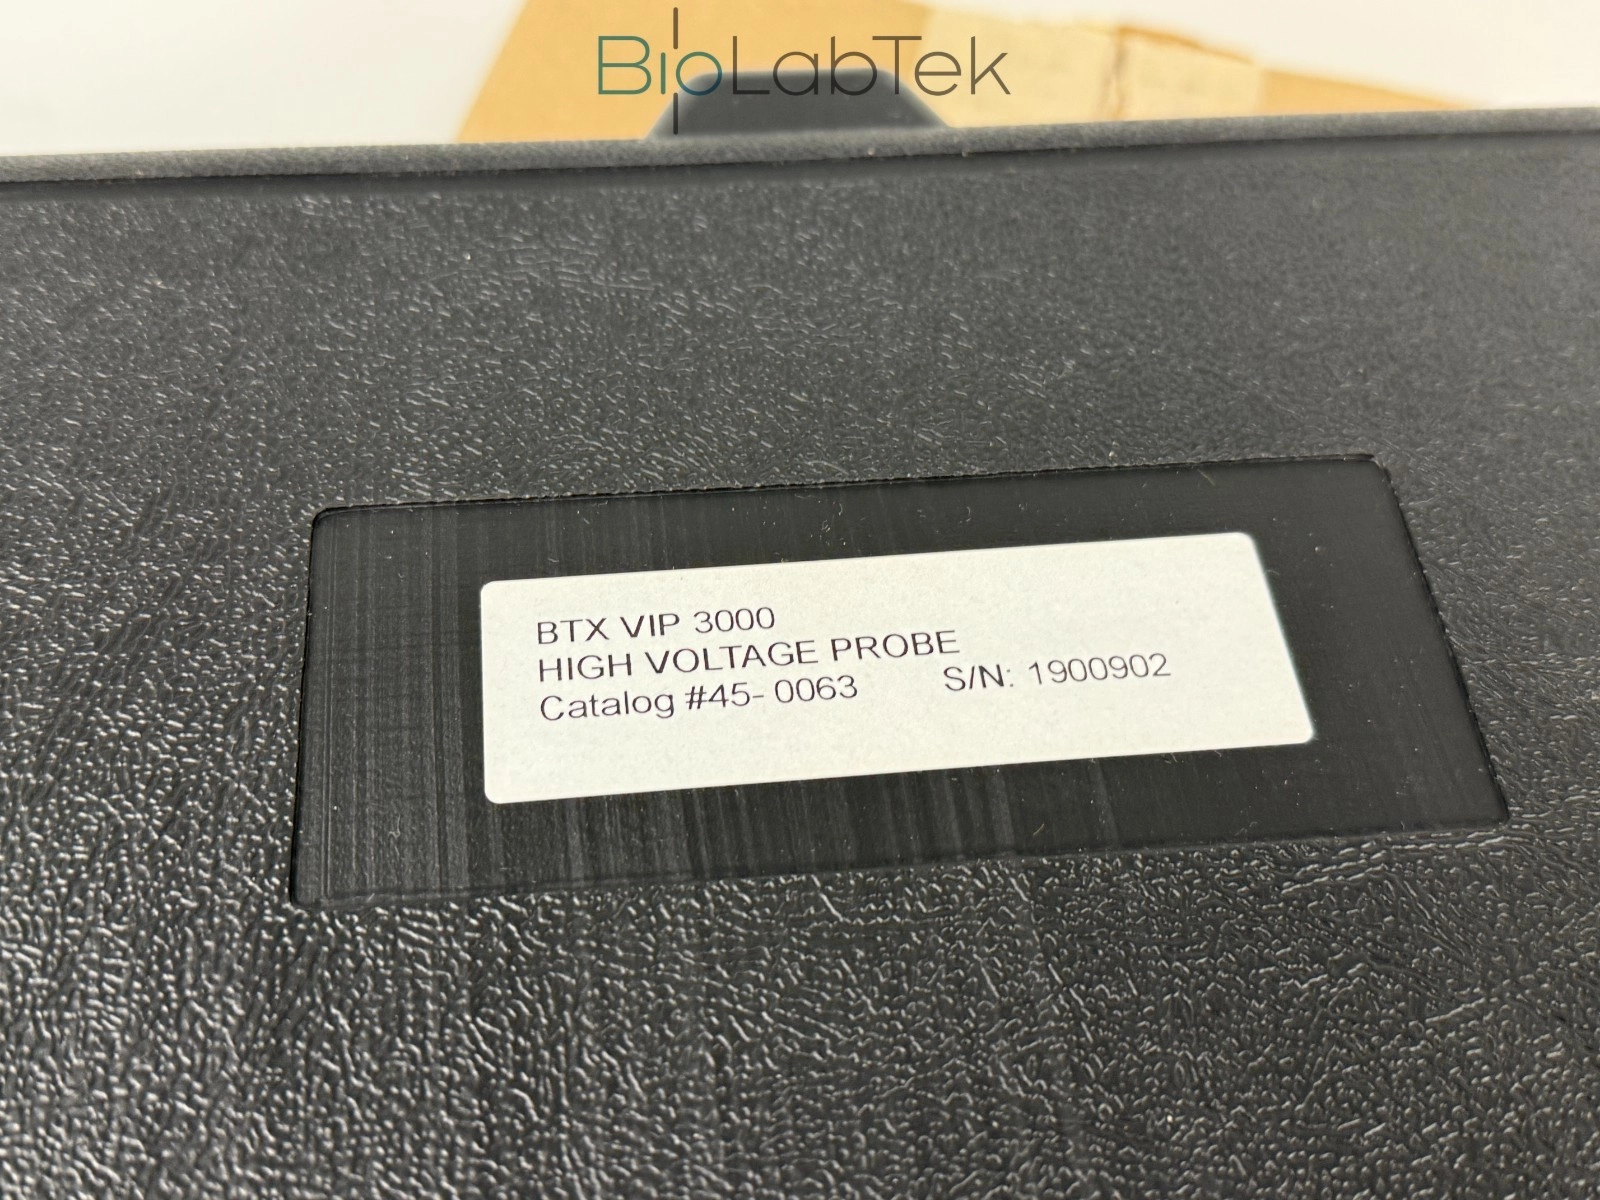 BioLabTek
BTX VIP 3000
HIGH VOLTAGE PROBE
Catalog #45- 0063 S/N: 1900902